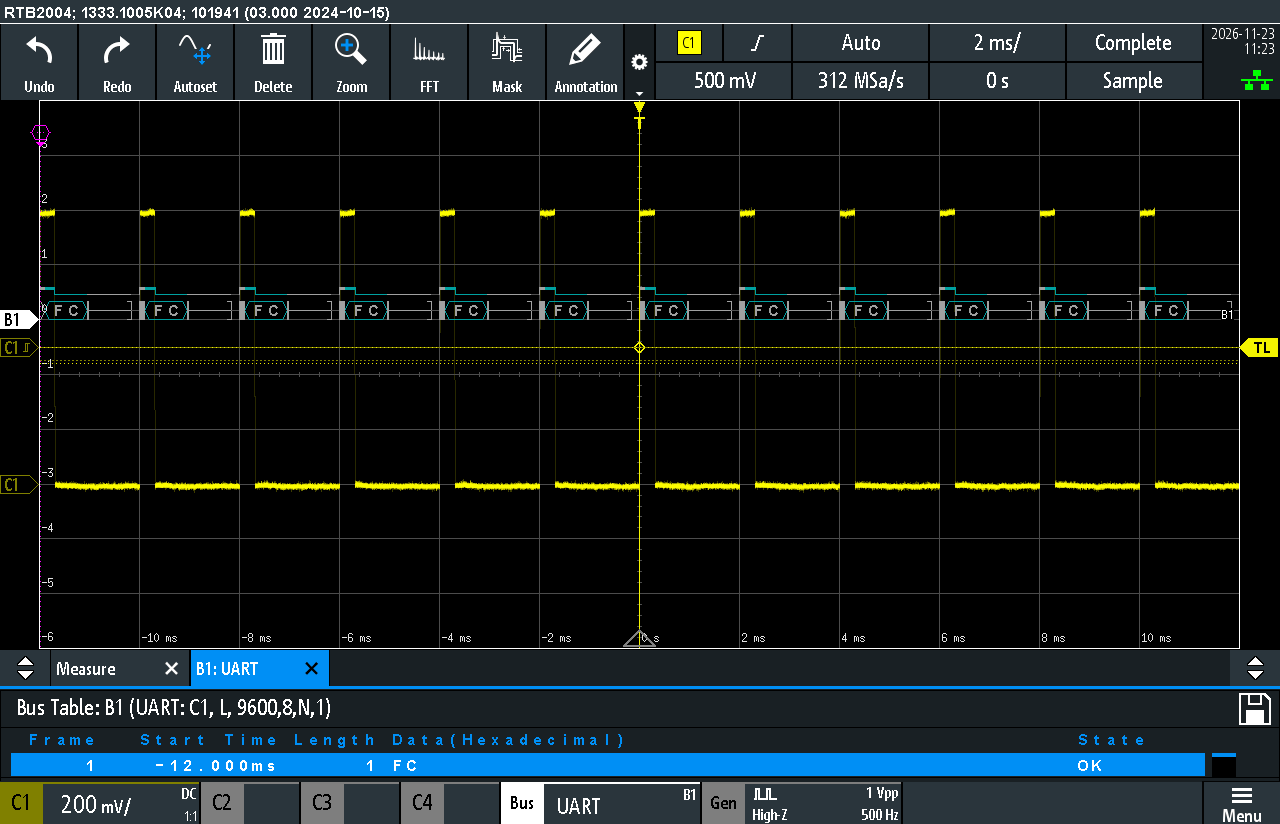 RTB2004; 1333.1005K04; 101941 (03.000 2024-10-15)
Undo Redo Autoset Delete Zoom FFT Mask Annotation
C1 Auto 2 ms/ Complete
500 mV 312 MSa/s 0 s Sample
2026-11-23
11:23
T
3
2
1
0
F C F C F C F C F C F C F C F C F C F C F C F C
B1 B1
C1 TL
-1
-2
-3
C1
-4
-5
-6 -10 ms -8 ms -6 ms -4 ms -2 ms 0 s 2 ms 4 ms 6 ms 8 ms 10 ms
Measure B1: UART
Bus Table: B1 (UART: C1, L, 9600,8,N,1)
Frame Start Time Length Data(Hexadecimal) State
1 -12.000ms 1 FC OK
C1 200 mV/ DC 1:1 C2 C3 C4 Bus UART B1 Gen High-Z 1 Vpp 500 Hz Menu